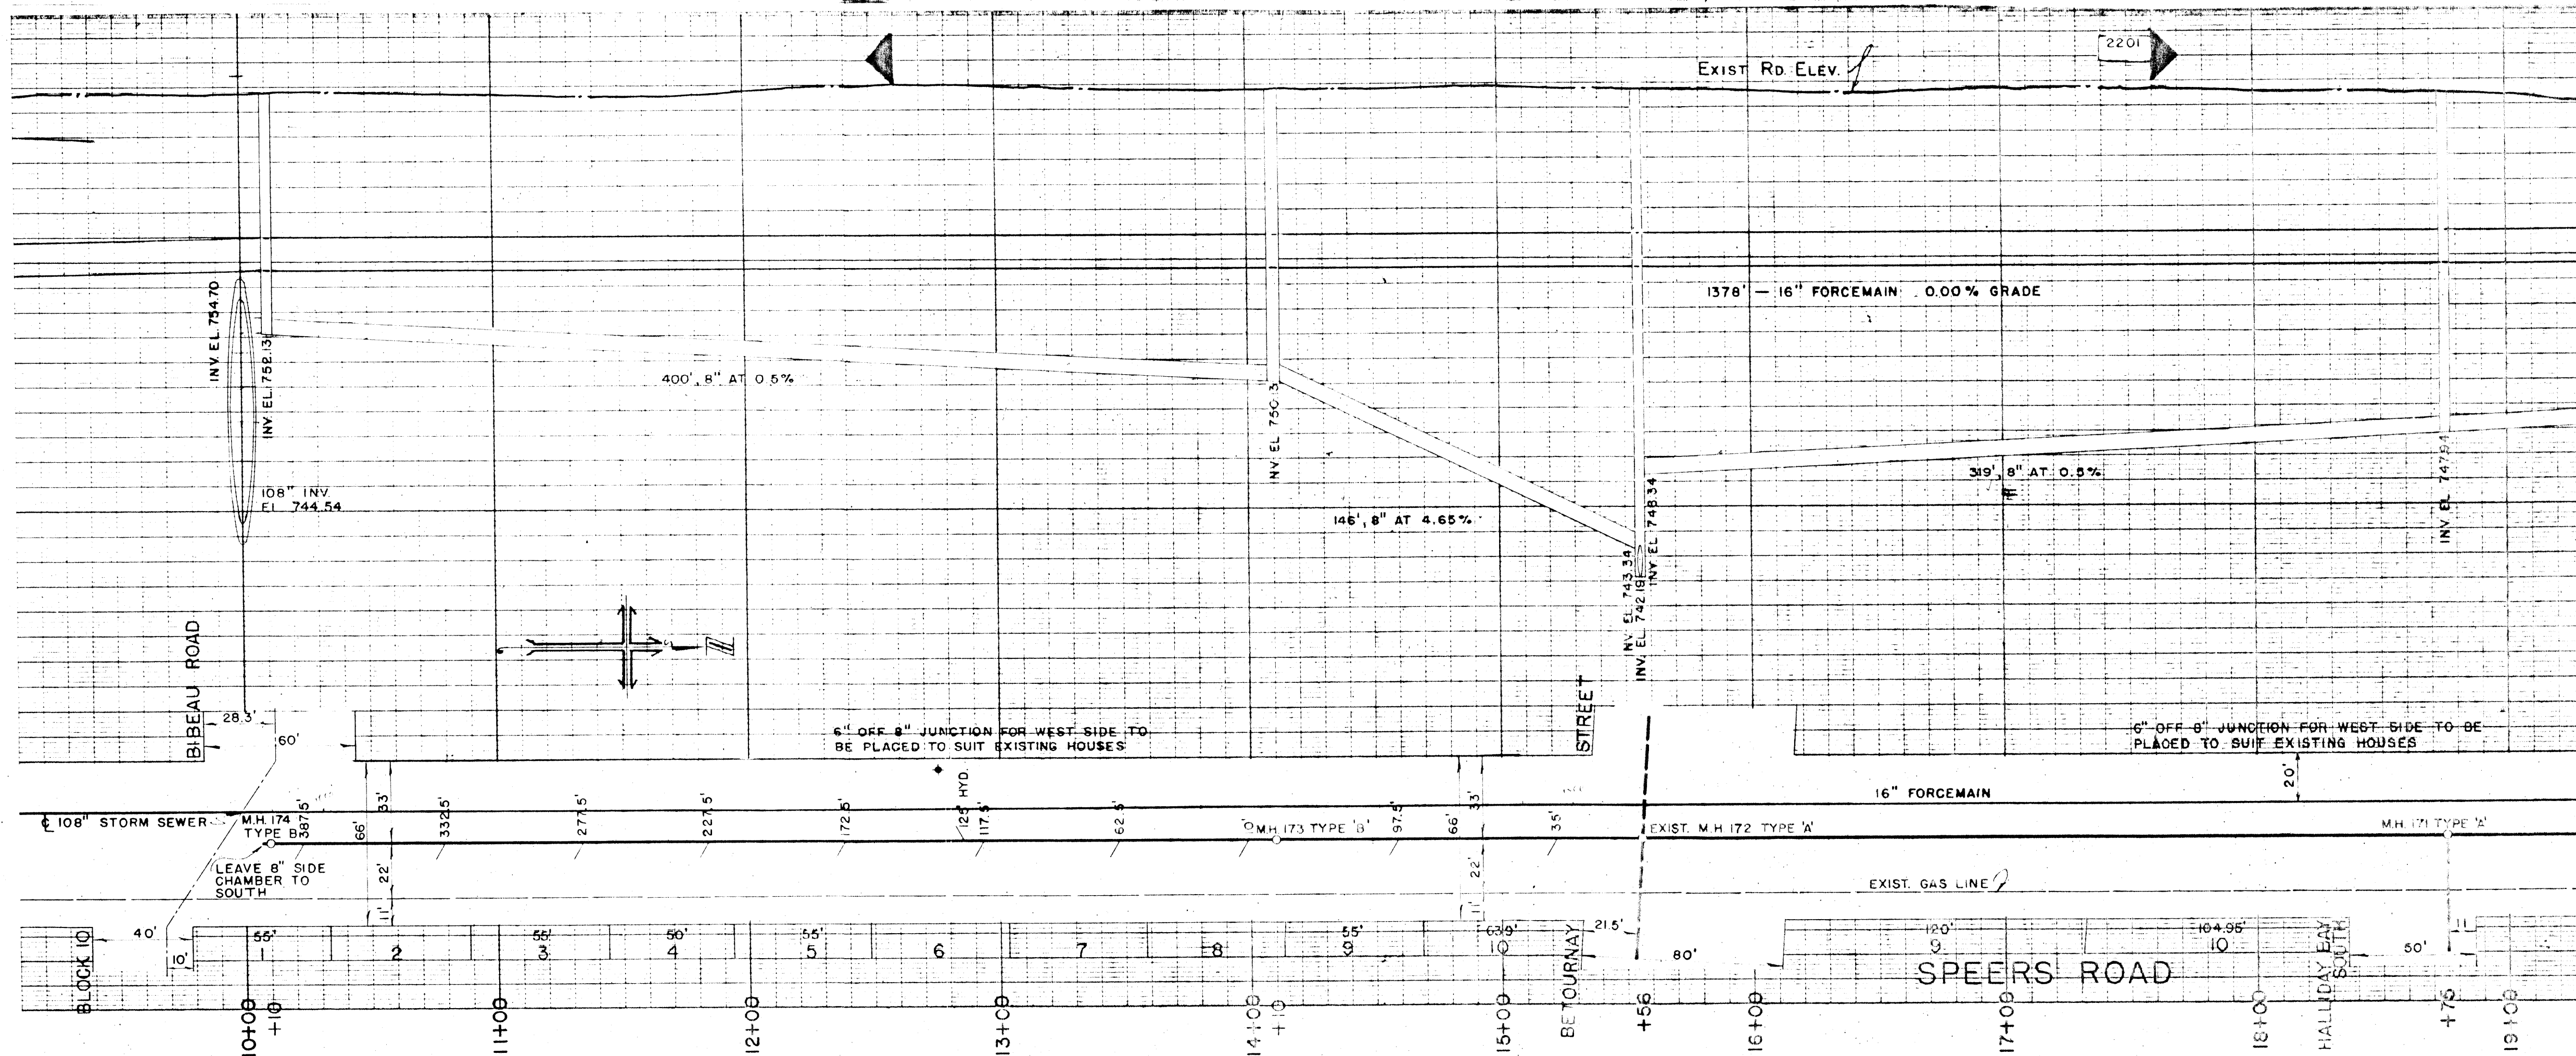 2201
EXIST RD. ELEV.
INV. EL. 754.70
INV. EL. 752.13
1378' — 16" FORCEMAIN 0.00% GRADE
400', 8" AT 0.5%
INV. EL. 750.13
108" INV.
EL. 744.54
146', 8" AT 4.65%
INV. EL. 743.34
INV. EL. 742.19
INV. EL. 748.34
319', 8" AT 0.5%
INV. EL.
N
BIBEAU ROAD
28.3'
60'
6" OFF 8" JUNCTION FOR WEST SIDE TO
BE PLACED TO SUIT EXISTING HOUSES
STREET
6" OFF 8" JUNCTION FOR WEST SIDE TO BE
PLACED TO SUIT EXISTING HOUSES
20'
16" FORCEMAIN
℄ 108" STORM SEWER
M.H. 174
TYPE B
387.5'
66'
33'
332.5'
277.5'
227.5'
172.5'
125' HYD.
117.5'
62.5'
M.H. 173 TYPE 'B'
97.5'
66'
33'
35'
EXIST. M.H. 172 TYPE 'A'
M.H. 171 TYPE 'A'
LEAVE 8" SIDE
CHAMBER TO
SOUTH
22'
22'
EXIST. GAS LINE
11'
11'
BLOCK 10
40'
10'
55'
55'
50'
55'
55'
63.9'
1
2
3
4
5
6
7
8
9
10
BETOURNAY
21.5'
80'
120'
9
104.95'
10
HALLIDAY BAY
SOUTH
50'
11
SPEERS ROAD
10+00
+10
11+00
12+00
13+00
14+00
+10
15+00
+56
16+00
17+00
18+00
+75
19+00